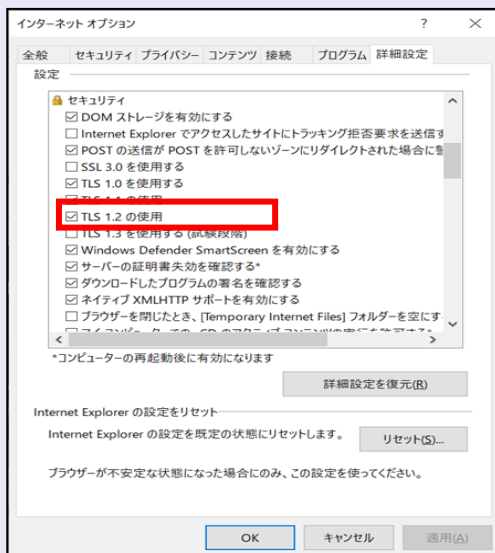 インターネット オプション
全般 セキュリティ プライバシー コンテンツ 接続 プログラム 詳細設定
設定
セキュリティ
DOM ストレージを有効にする
Internet Explorer でアクセスしたサイトにトラッキング拒否要求を送信す
POST の送信が POST を許可しないゾーンにリダイレクトされた場合に警
SSL 3.0 を使用する
TLS 1.0 を使用する
TLS 1.2 の使用
TLS 1.3 を使用する (試験段階)
Windows Defender SmartScreen を有効にする
サーバーの証明書失効を確認する*
ダウンロードしたプログラムの署名を確認する
ネイティブ XMLHTTP サポートを有効にする
ブラウザーを閉じたとき、[Temporary Internet Files] フォルダーを空にす
*コンピューターの再起動後に有効になります
詳細設定を復元(R)
Internet Explorer の設定をリセット
Internet Explorer の設定を既定の状態にリセットします。
リセット(S)...
ブラウザーが不安定な状態になった場合にのみ、この設定を使ってください。
OK キャンセル 適用(A)